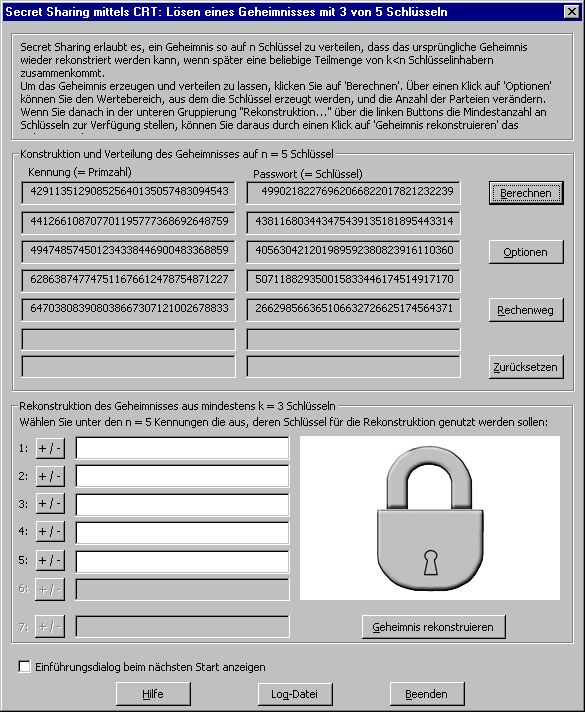 Secret Sharing mittels CRT: Lösen eines Geheimnisses mit 3 von 5 Schlüsseln
Secret Sharing erlaubt es, ein Geheimnis so auf n Schlüssel zu verteilen, dass das ursprüngliche Geheimnis
wieder rekonstruiert werden kann, wenn später eine beliebige Teilmenge von k<n Schlüsselinhabern
zusammenkommt.
Um das Geheimnis erzeugen und verteilen zu lassen, klicken Sie auf 'Berechnen'. Über einen Klick auf 'Optionen'
können Sie den Wertebereich, aus dem die Schlüssel erzeugt werden, und die Anzahl der Parteien verändern.
Wenn Sie danach in der unteren Gruppierung "Rekonstruktion..." über die linken Buttons die Mindestanzahl an
Schlüsseln zur Verfügung stellen, können Sie daraus durch einen Klick auf 'Geheimnis rekonstruieren' das
Konstruktion und Verteilung des Geheimnisses auf n = 5 Schlüssel
Kennung (= Primzahl) Passwort (= Schlüssel)
429113512908525640135057483094543 49902182276962066822017821232239 Berechnen
441266108707701195777368692648759 438116803443475439135181895443314
494748574501234338446900483368859 405630421201989592380823916110360 Optionen
628638774775116766124787548712​27 507118829350015833446174514917170
647038083908038667307121002678833 266298566365106632726625174564371 Rechenweg
Zurücksetzen
Rekonstruktion des Geheimnisses aus mindestens k = 3 Schlüsseln
Wählen Sie unter den n = 5 Kennungen die aus, deren Schlüssel für die Rekonstruktion genutzt werden sollen:
1: + / -
2: + / -
3: + / -
4: + / -
5: + / -
6: + / -
7: + / -
Geheimnis rekonstruieren
Einführungsdialog beim nächsten Start anzeigen
Hilfe Log-Datei Beenden